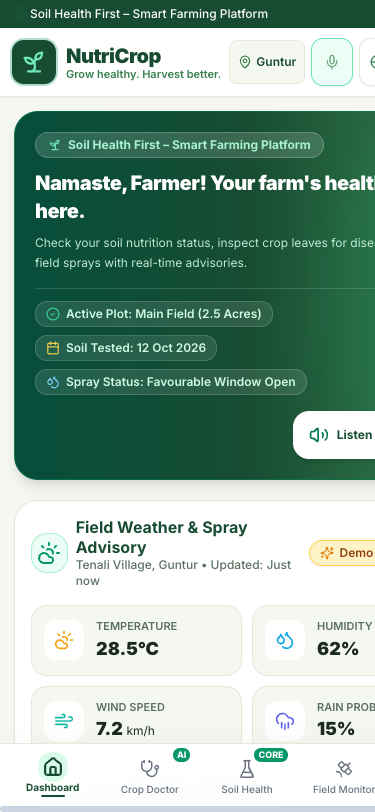 Soil Health First – Smart Farming Platform
NutriCrop
Grow healthy. Harvest better.
Guntur
Soil Health First – Smart Farming Platform
Namaste, Farmer! Your farm's
here.
Check your soil nutrition status, inspect crop leaves for
field sprays with real-time advisories.
Active Plot: Main Field (2.5 Acres)
Soil Tested: 12 Oct 2026
Spray Status: Favourable Window Open
Listen
Field Weather & Spray
Advisory
Tenali Village, Guntur • Updated: Just
now
Demo
TEMPERATURE
28.5°C
HUMIDITY
62%
WIND SPEED
7.2 km/h
RAIN
15%
Dashboard
AI
Crop Doctor
CORE
Soil Health
Field